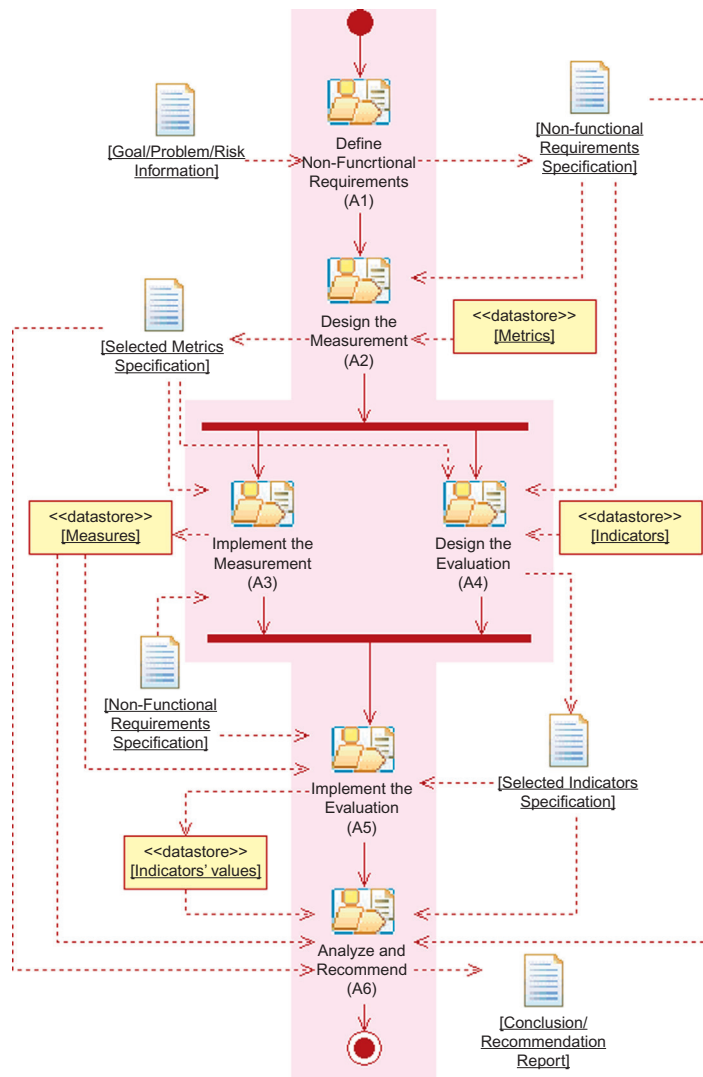 [Goal/Problem/Risk
Information]
Define
Non-Funcrtional
Requirements
(A1)
[Non-functional
Requirements
Specification]
Design the
Measurement
(A2)
<<datastore>>
[Metrics]
[Selected Metrics
Specification]
<<datastore>>
[Measures]
Implement the
Measurement
(A3)
Design the
Evaluation
(A4)
<<datastore>>
[Indicators]
[Non-Functional
Requirements
Specification]
Implement the
Evaluation
(A5)
[Selected Indicators
Specification]
<<datastore>>
[Indicators' values]
Analyze and
Recommend
(A6)
[Conclusion/
Recommendation
Report]